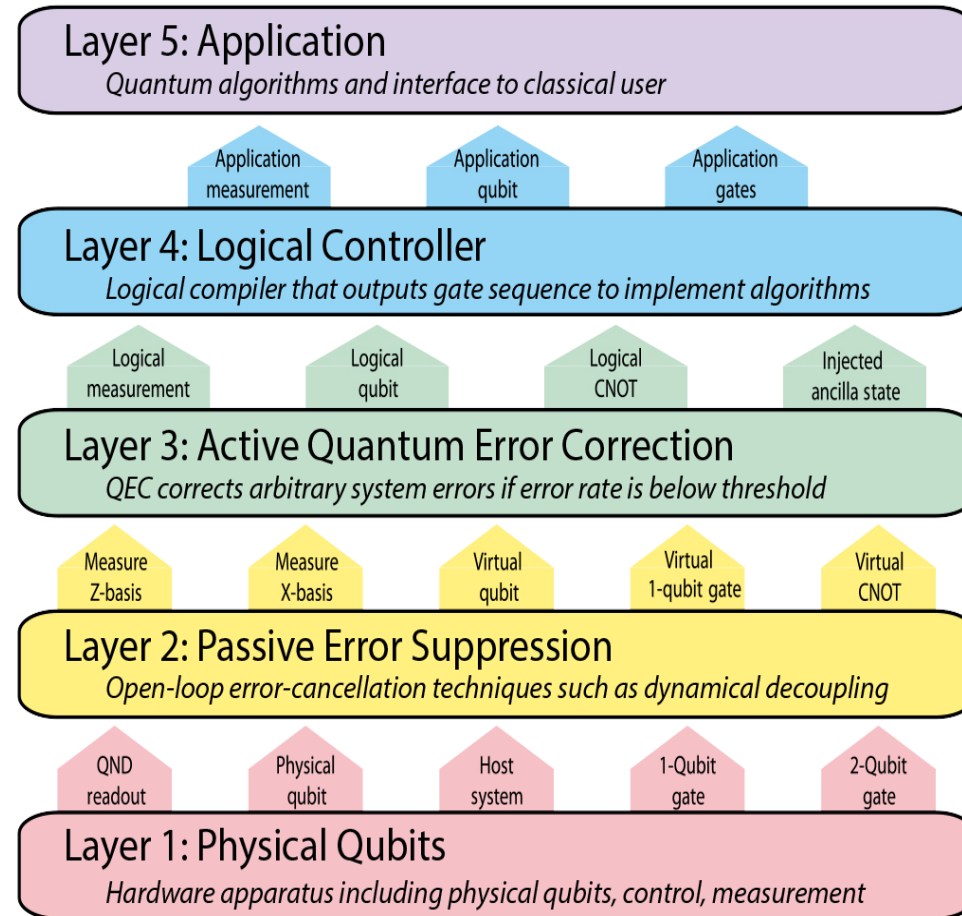 Layer 5: Application
Quantum algorithms and interface to classical user
Application
measurement
Application
qubit
Application
gates
Layer 4: Logical Controller
Logical compiler that outputs gate sequence to implement algorithms
Logical
measurement
Logical
qubit
Logical
CNOT
Injected
ancilla state
Layer 3: Active Quantum Error Correction
QEC corrects arbitrary system errors if error rate is below threshold
Measure
Z-basis
Measure
X-basis
Virtual
qubit
Virtual
1-qubit gate
Virtual
CNOT
Layer 2: Passive Error Suppression
Open-loop error-cancellation techniques such as dynamical decoupling
QND
readout
Physical
qubit
Host
system
1-Qubit
gate
2-Qubit
gate
Layer 1: Physical Qubits
Hardware apparatus including physical qubits, control, measurement